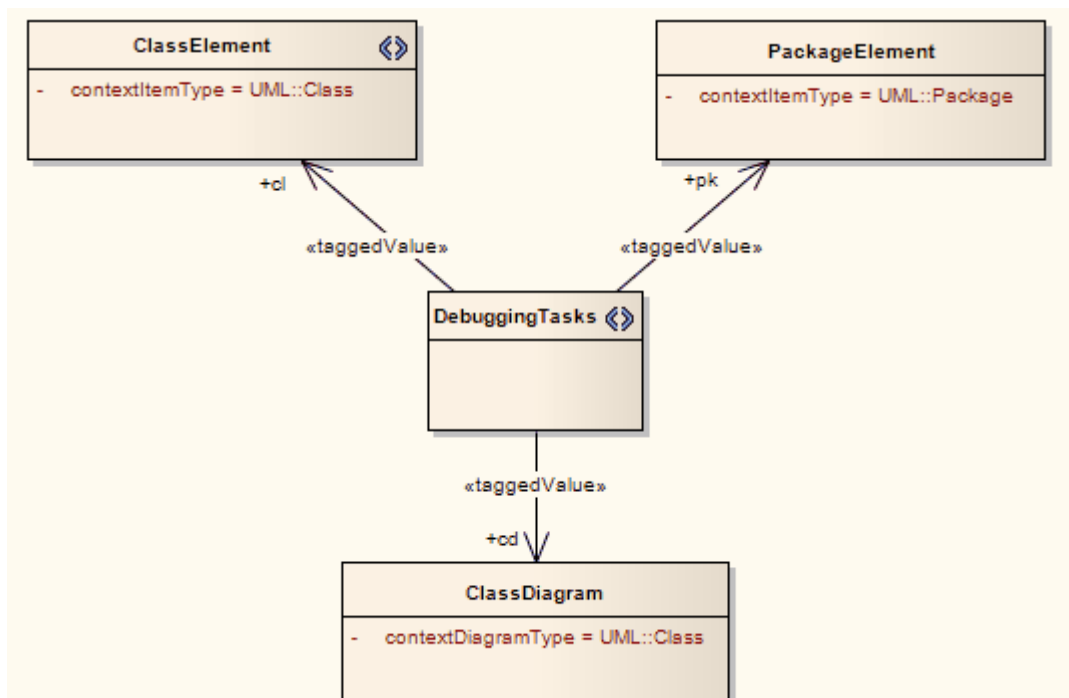 ClassElement
- contextItemType = UML::Class
PackageElement
- contextItemType = UML::Package
+cl
+pk
«taggedValue»
«taggedValue»
DebuggingTasks
«taggedValue»
+cd
ClassDiagram
- contextDiagramType = UML::Class